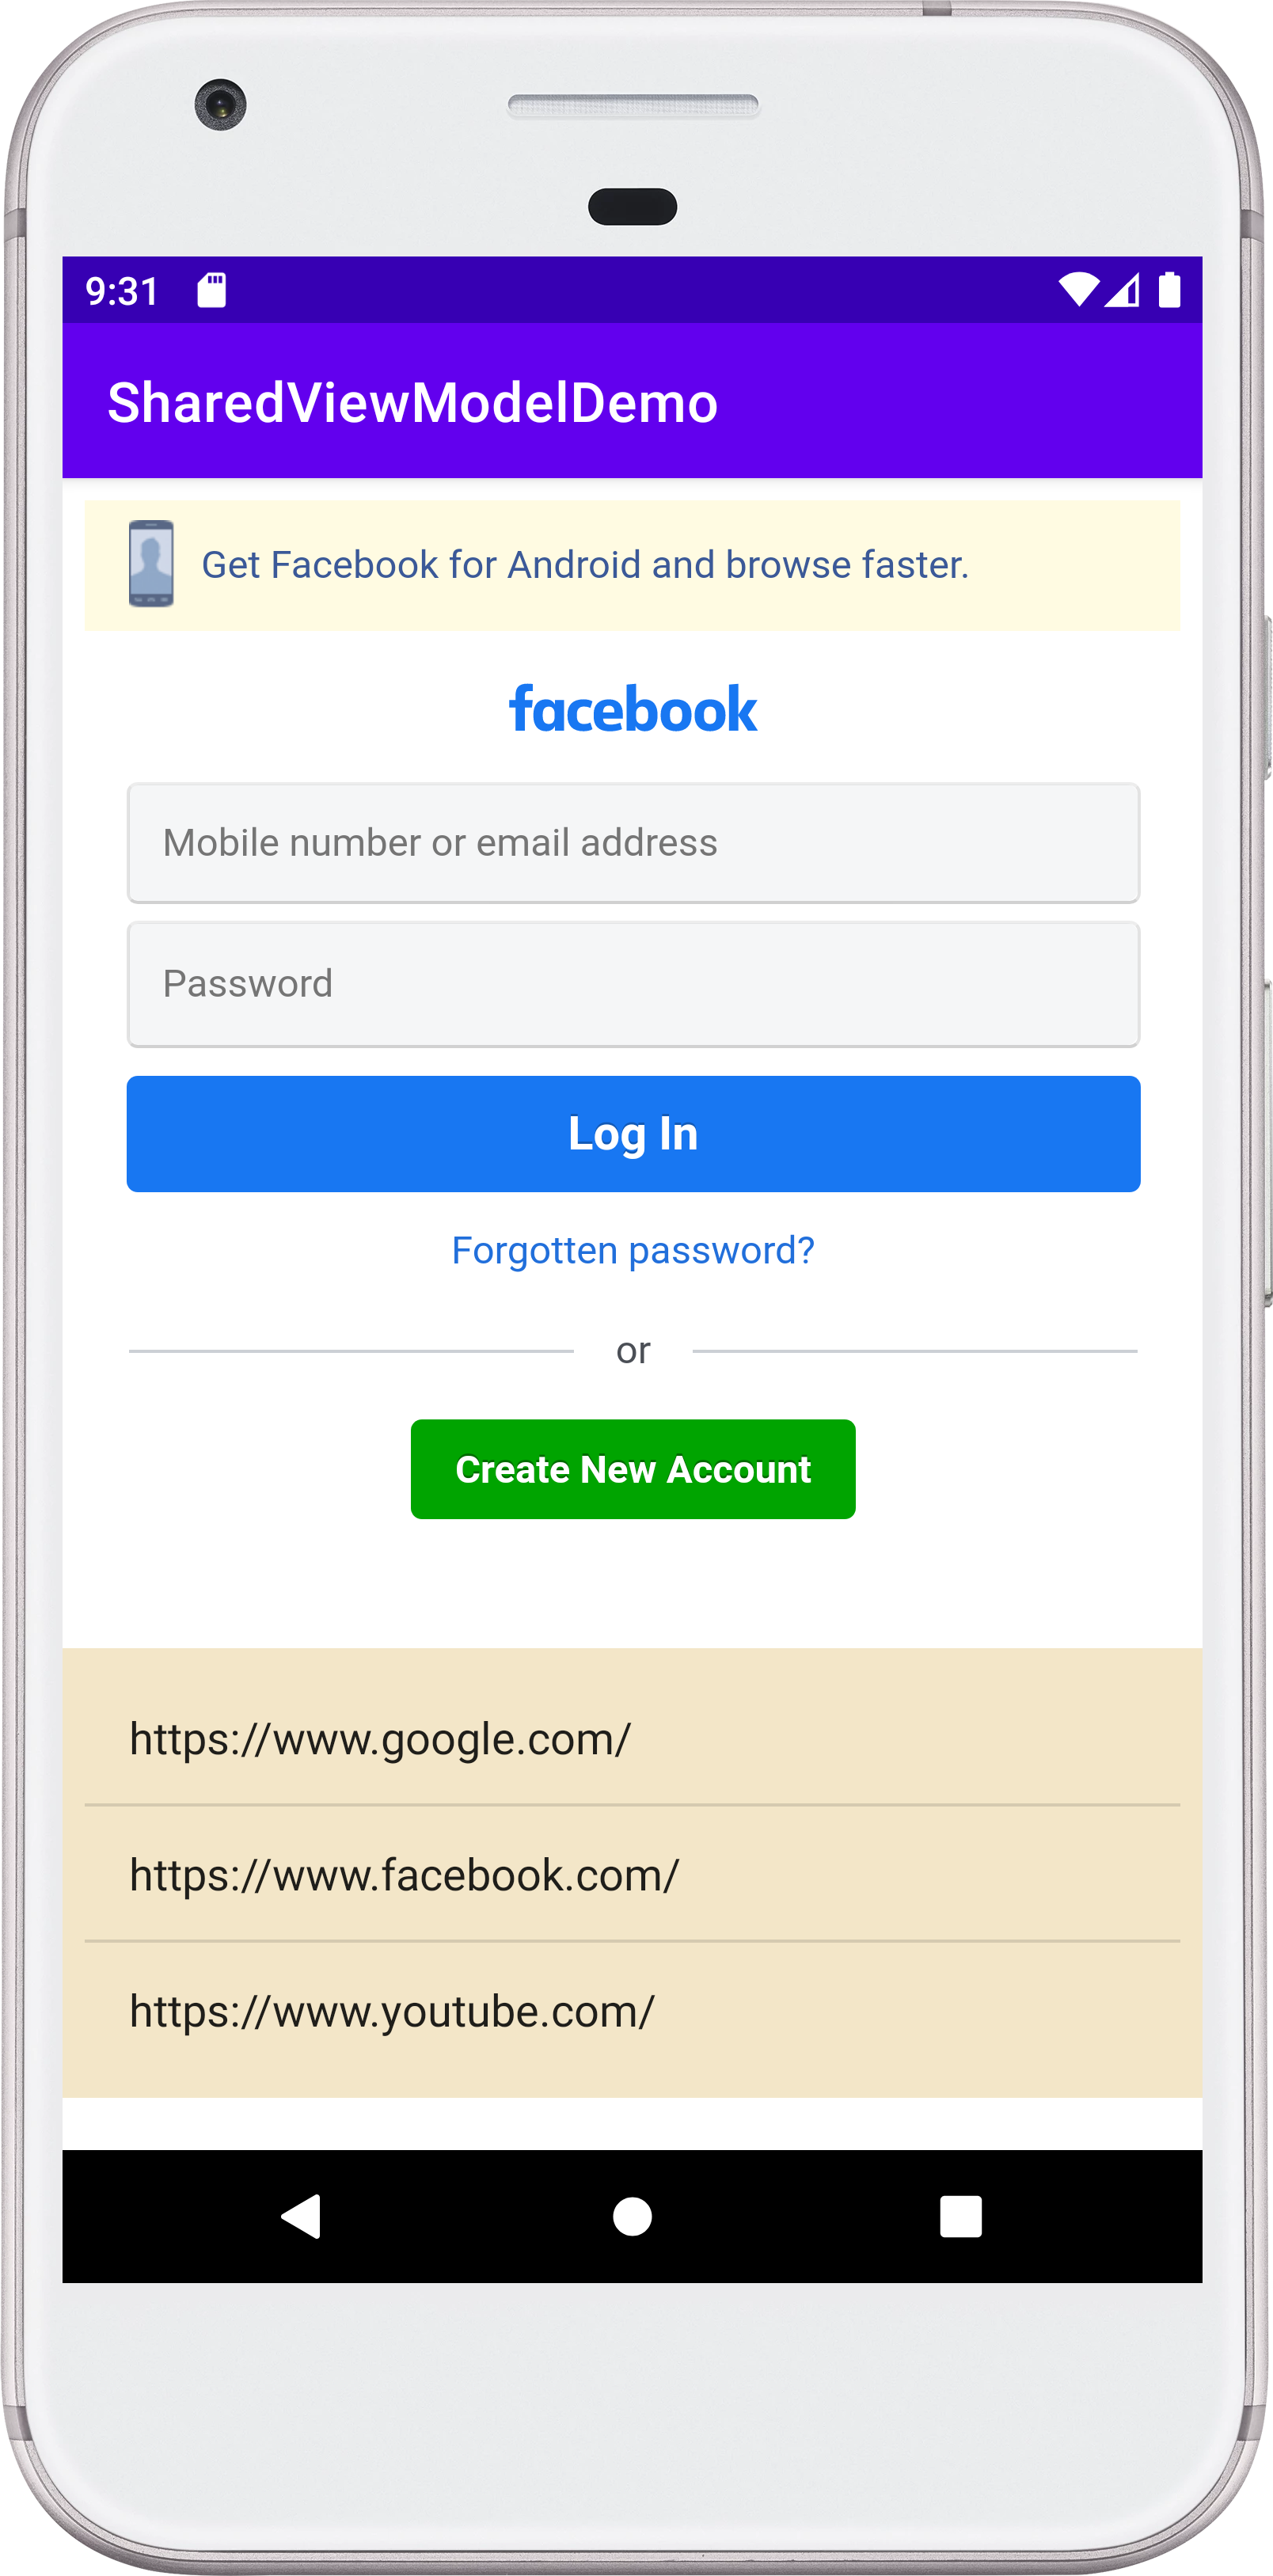 9:31
SharedViewModelDemo
Get Facebook for Android and browse faster.
facebook
Mobile number or email address
Password
Log In
Forgotten password?
or
Create New Account
https://www.google.com/
https://www.facebook.com/
https://www.youtube.com/